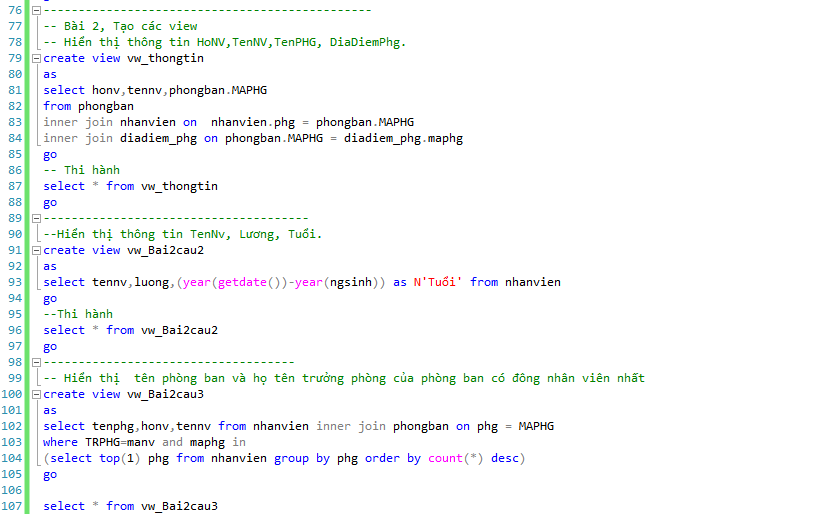 76 -----------------------------------------------
77 -- Bài 2, Tạo các view
78 -- Hiển thị thông tin HoNV,TenNV,TenPHG, DiaDiemPhg.
79 create view vw_thongtin
80 as
81 select honv,tennv,phongban.MAPHG
82 from phongban
83 inner join nhanvien on  nhanvien.phg = phongban.MAPHG
84 inner join diadiem_phg on phongban.MAPHG = diadiem_phg.maphg
85 go
86 -- Thi hành
87 select * from vw_thongtin
88 go
89 --------------------------------------
90 --Hiển thị thông tin TenNv, Lương, Tuổi.
91 create view vw_Bai2cau2
92 as
93 select tennv,luong,(year(getdate())-year(ngsinh)) as N'Tuổi' from nhanvien
94 go
95 --Thi hành
96 select * from vw_Bai2cau2
97 go
98 ------------------------------------
99 -- Hiển thị  tên phòng ban và họ tên trưởng phòng của phòng ban có đông nhân viên nhất
100 create view vw_Bai2cau3
101 as
102 select tenphg,honv,tennv from nhanvien inner join phongban on phg = MAPHG
103 where TRPHG=manv and maphg in
104 (select top(1) phg from nhanvien group by phg order by count(*) desc)
105 go
106
107 select * from vw_Bai2cau3